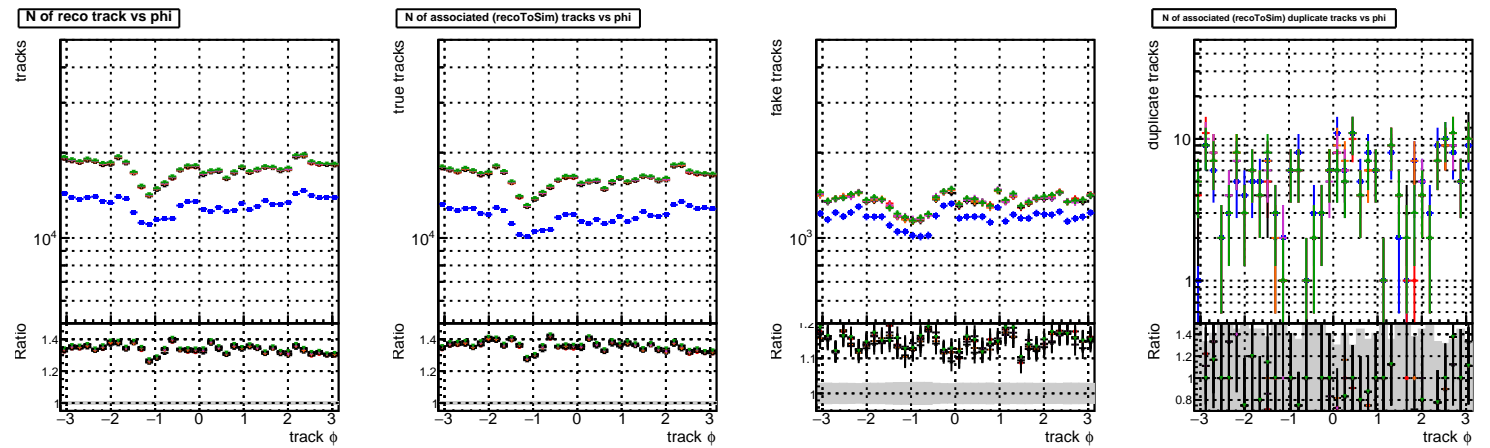 N of reco track vs phi
tracks
10⁴
Ratio
1.4
1.2
1
−3 −2 −1 0 1 2 3
track ϕ
N of associated (recoToSim) tracks vs phi
true tracks
10⁴
Ratio
1.4
1.2
1
−3 −2 −1 0 1 2 3
track ϕ
fake tracks
10³
Ratio
1.2
1.1
1
−3 −2 −1 0 1 2 3
track ϕ
N of associated (recoToSim) duplicate tracks vs phi
duplicate tracks
10
1
Ratio
1.4
1.2
1
0.8
−3 −2 −1 0 1 2 3
track ϕ